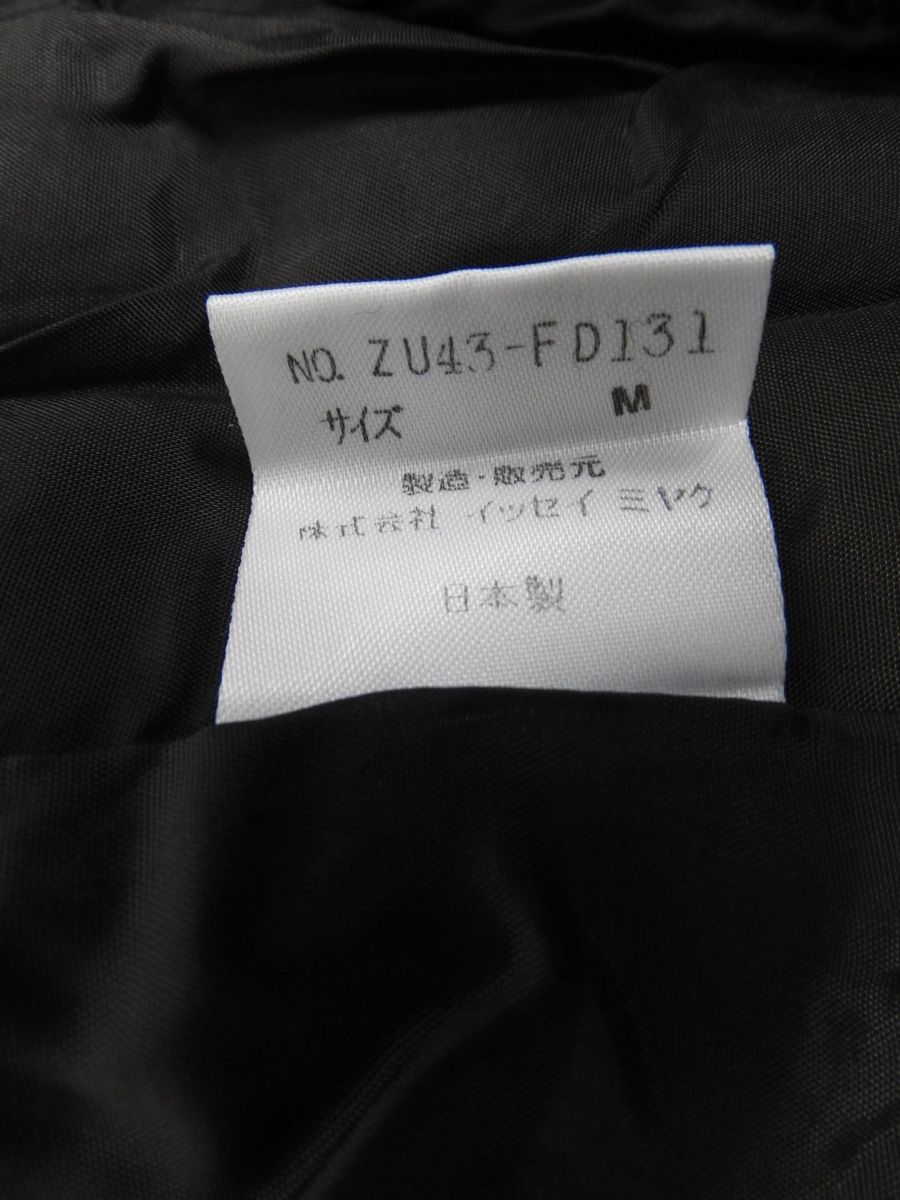 NO. ZU43-FD131
サイズ M
製造・販売元
株式会社 イッセイ ミヤケ
日本製